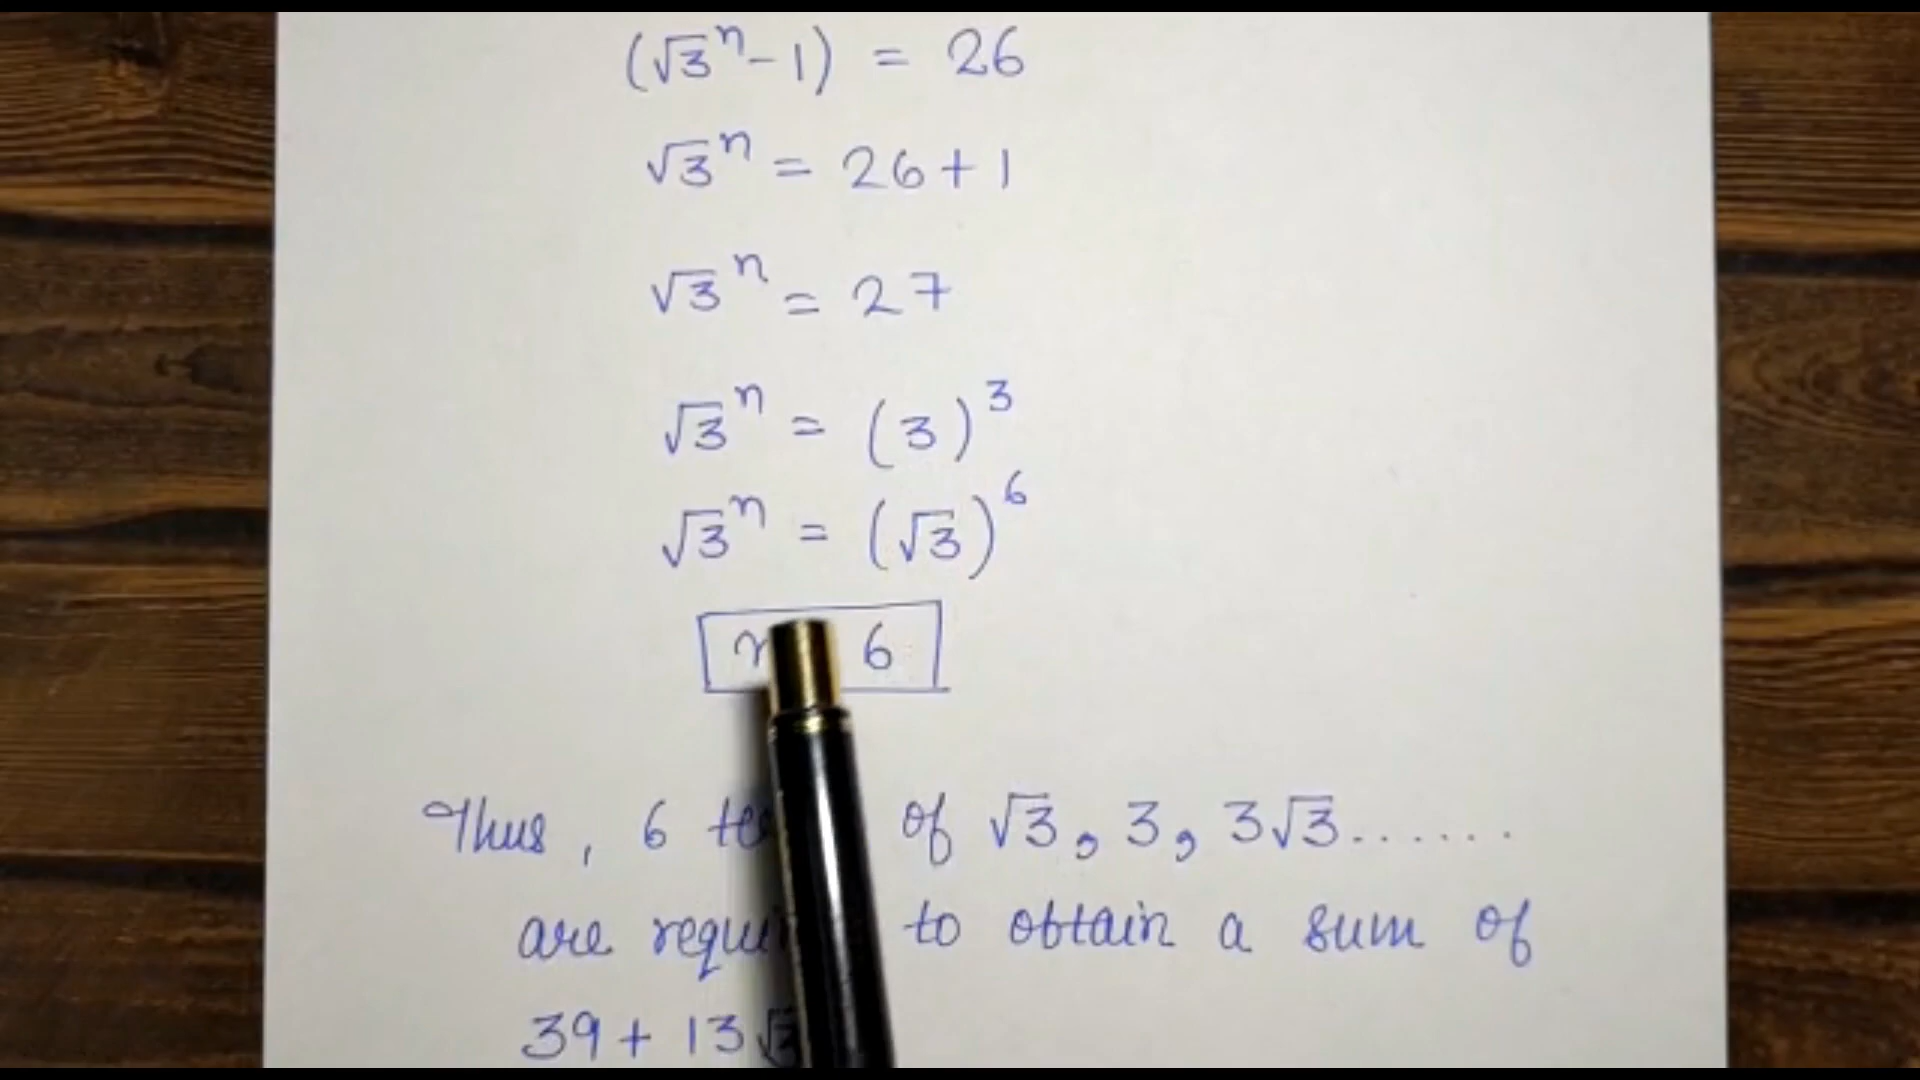 (√3ⁿ - 1) = 26
√3ⁿ = 26 + 1
√3ⁿ = 27
√3ⁿ = (3)³
√3ⁿ = (√3)⁶
n 6
Thus, 6 of √3, 3, 3√3......
are to obtain a sum of
39 + 13√